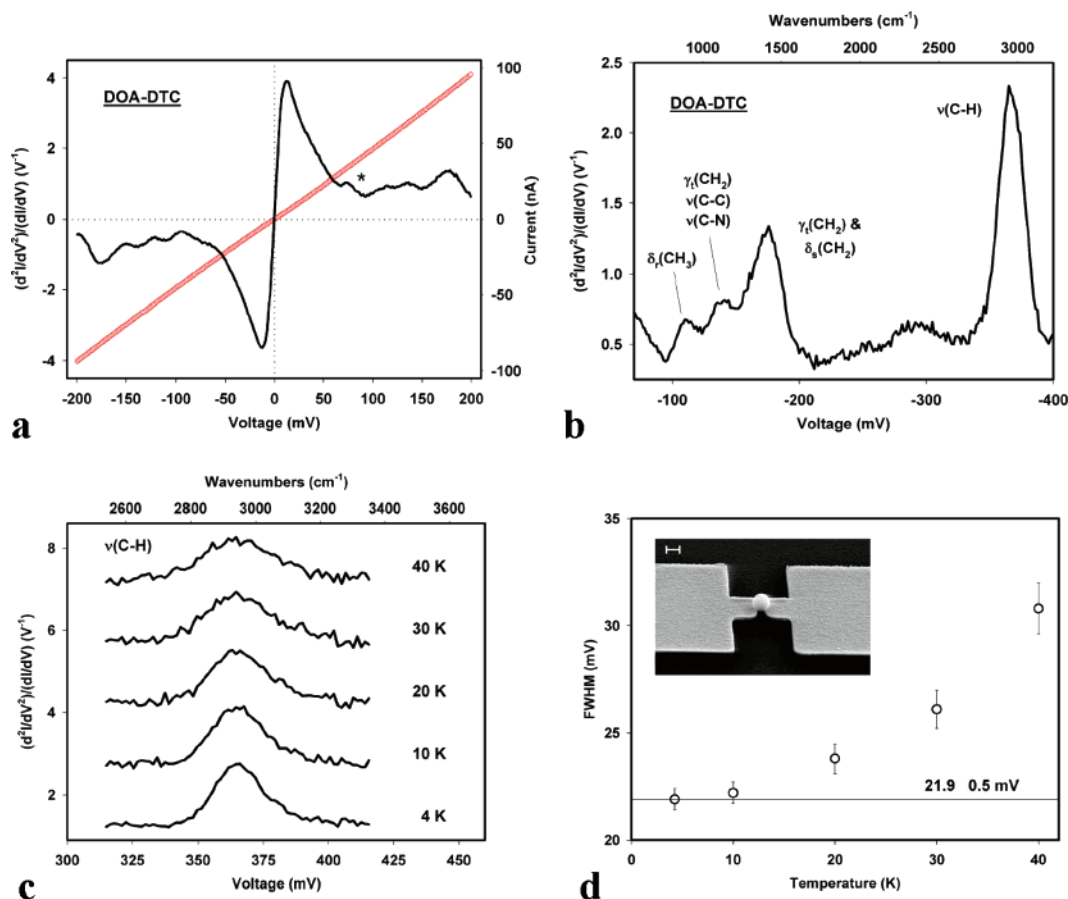 DOA-DTC
(d²I/dV²)/(dI/dV) (V⁻¹)
4
2
0
-2
-4
100
50
0
-50
-100
Current (nA)
*
-200 -150 -100 -50 0 50 100 150 200
Voltage (mV)
a
Wavenumbers (cm⁻¹)
1000 1500 2000 2500 3000
DOA-DTC
(d²I/dV²)/(dI/dV) (V⁻¹)
2.5
2.0
1.5
1.0
0.5
ν(C-H)
γₜ(CH₂)
ν(C-C)
ν(C-N)
δᵣ(CH₃)
γₜ(CH₂) &
δₛ(CH₂)
-100 -200 -300 -400
Voltage (mV)
b
Wavenumbers (cm⁻¹)
2600 2800 3000 3200 3400 3600
ν(C-H)
(d²I/dV²)/(dI/dV) (V⁻¹)
8
6
4
2
40 K
30 K
20 K
10 K
4 K
300 325 350 375 400 425 450
Voltage (mV)
c
35
30
25
20
FWHM (mV)
21.9 0.5 mV
0 10 20 30 40
Temperature (K)
d